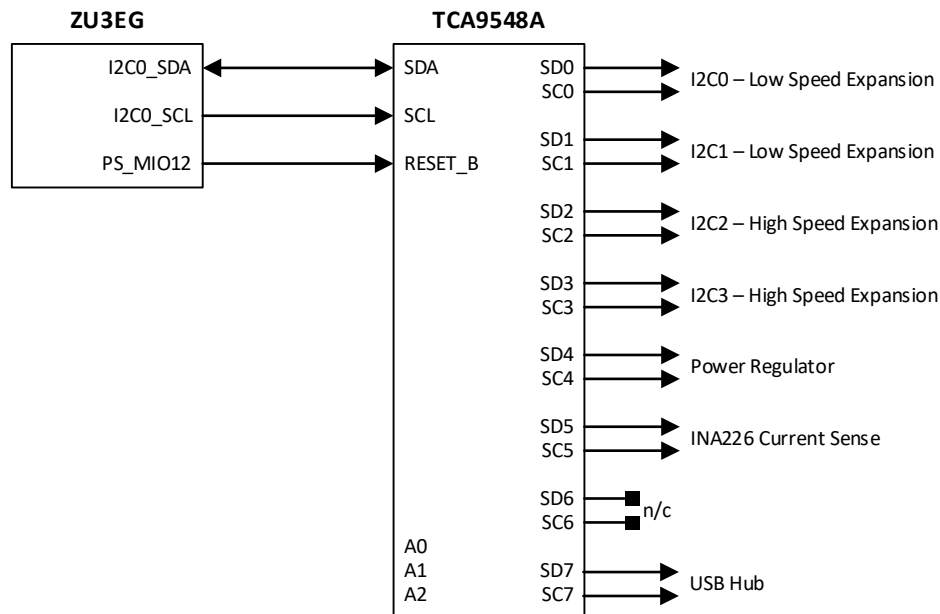 ZU3EG
TCA9548A
I2C0_SDA
SDA
SD0
SC0
I2C0 – Low Speed Expansion
I2C0_SCL
SCL
PS_MIO12
RESET_B
SD1
SC1
I2C1 – Low Speed Expansion
SD2
SC2
I2C2 – High Speed Expansion
SD3
SC3
I2C3 – High Speed Expansion
SD4
SC4
Power Regulator
SD5
SC5
INA226 Current Sense
SD6
SC6
n/c
A0
A1
A2
SD7
SC7
USB Hub